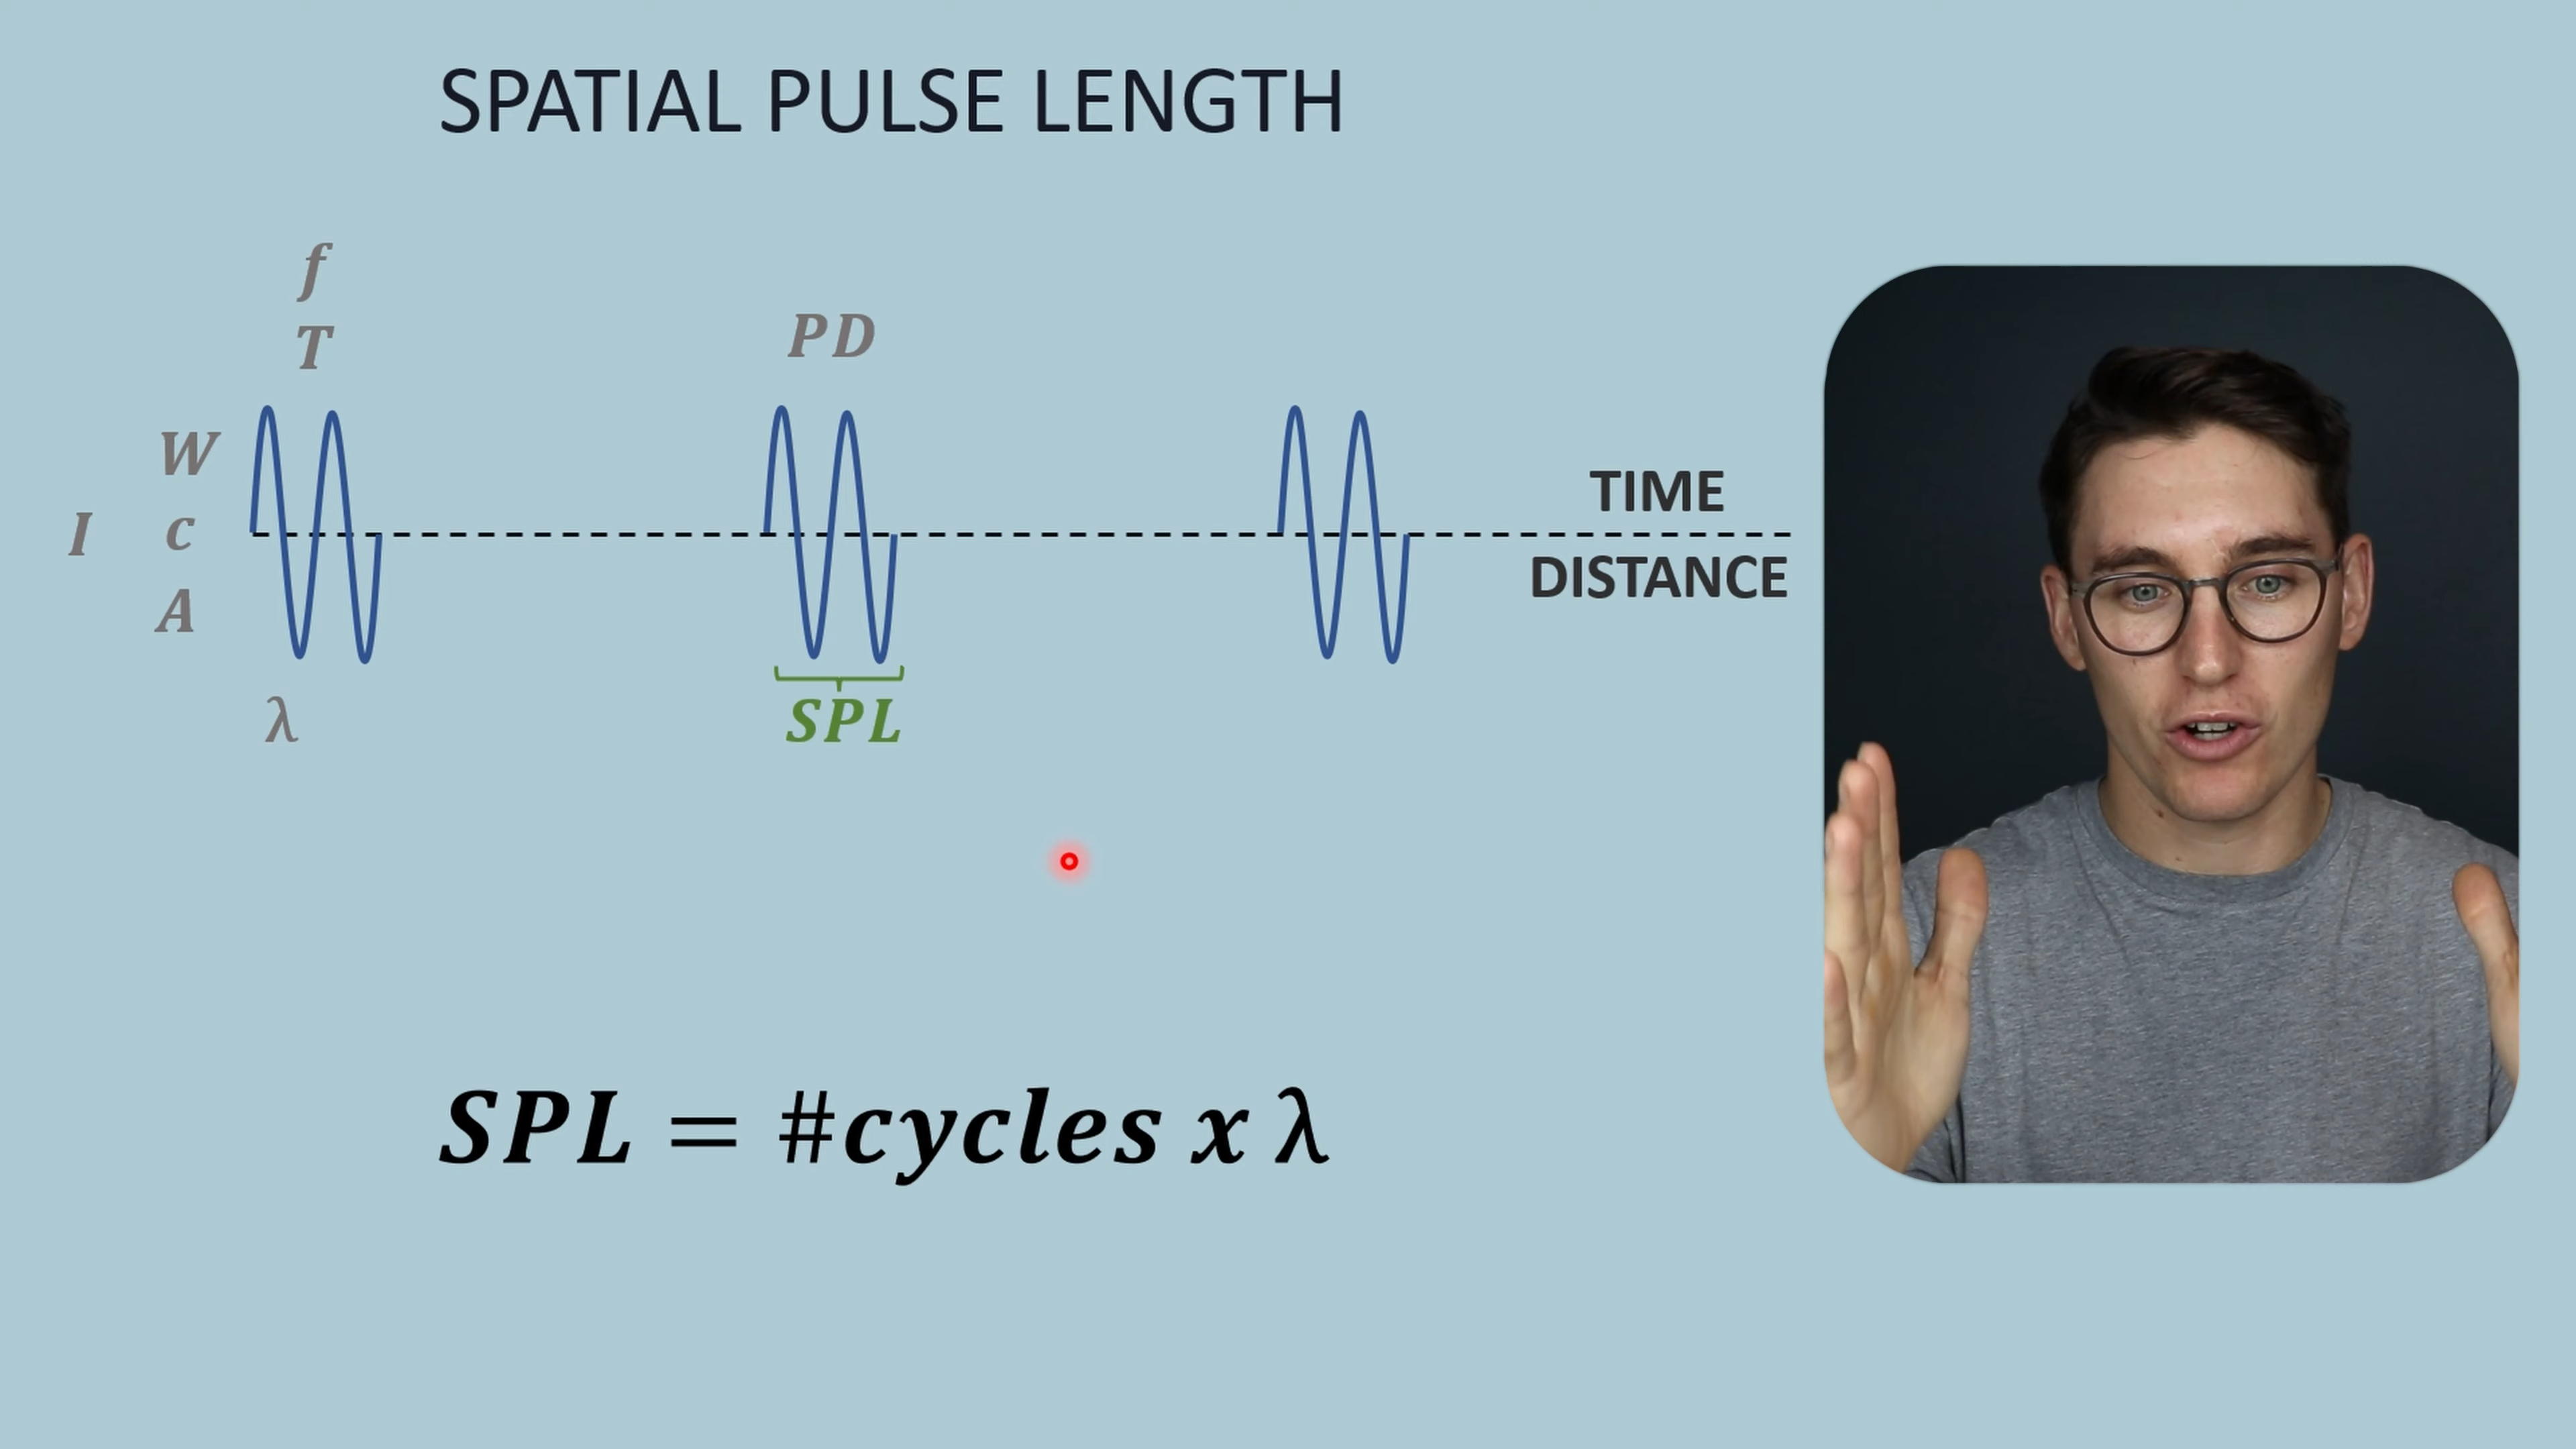 SPATIAL PULSE LENGTH
f
T
PD
W
I
c
A
TIME
DISTANCE
λ
SPL
SPL = #cycles x λ